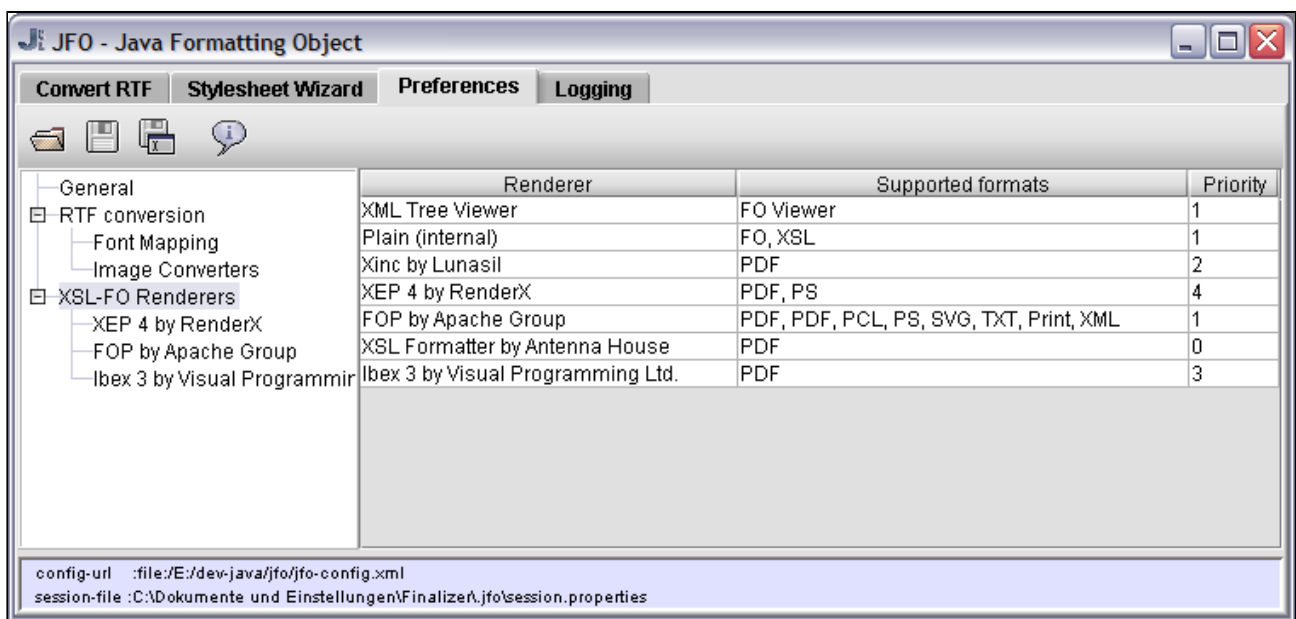 JFO - Java Formatting Object
Convert RTF Stylesheet Wizard Preferences Logging
General
RTF conversion
Font Mapping
Image Converters
XSL-FO Renderers
XEP 4 by RenderX
FOP by Apache Group
Ibex 3 by Visual Programmin
Renderer Supported formats Priority
XML Tree Viewer FO Viewer 1
Plain (internal) FO, XSL 1
Xinc by Lunasil PDF 2
XEP 4 by RenderX PDF, PS 4
FOP by Apache Group PDF, PDF, PCL, PS, SVG, TXT, Print, XML 1
XSL Formatter by Antenna House PDF 0
Ibex 3 by Visual Programming Ltd. PDF 3
config-url :file:/E:/dev-java/jfo/jfo-config.xml
session-file :C:\Dokumente und Einstellungen\Finalizer\.jfo\session.properties